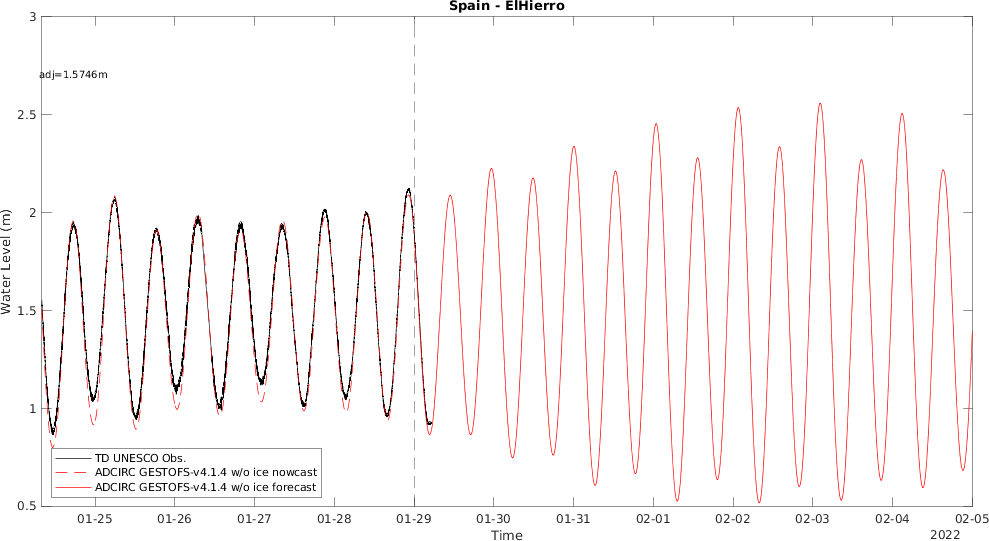 Spain - ElHierro
3
adj=1.5746m
2.5
2
Water Level (m)
1.5
1
TD UNESCO Obs.
ADCIRC GESTOFS-v4.1.4 w/o ice nowcast
ADCIRC GESTOFS-v4.1.4 w/o ice forecast
0.5
01-25 01-26 01-27 01-28 01-29 01-30 01-31 02-01 02-02 02-03 02-04 02-05
Time 2022